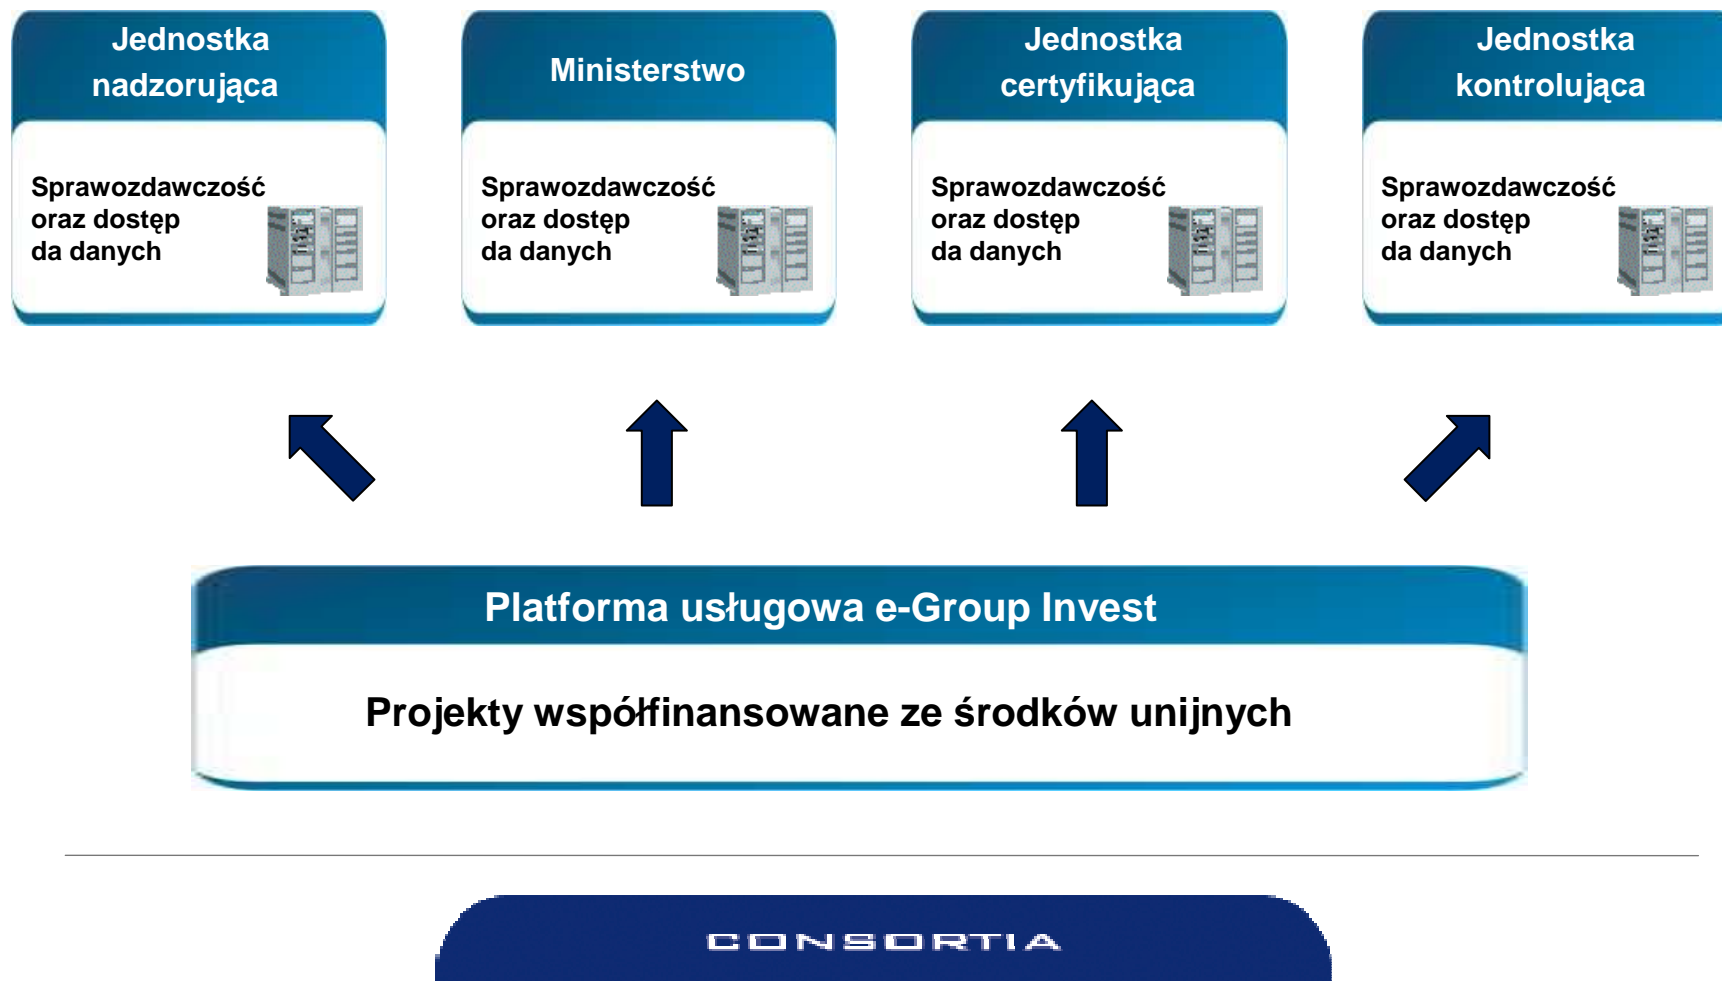 Jednostka
nadzorująca
Sprawozdawczość
oraz dostęp
da danych
Ministerstwo
Sprawozdawczość
oraz dostęp
da danych
Jednostka
certyfikująca
Sprawozdawczość
oraz dostęp
da danych
Jednostka
kontrolująca
Sprawozdawczość
oraz dostęp
da danych
Platforma usługowa e-Group Invest
Projekty współfinansowane ze środków unijnych
CONSORTIA